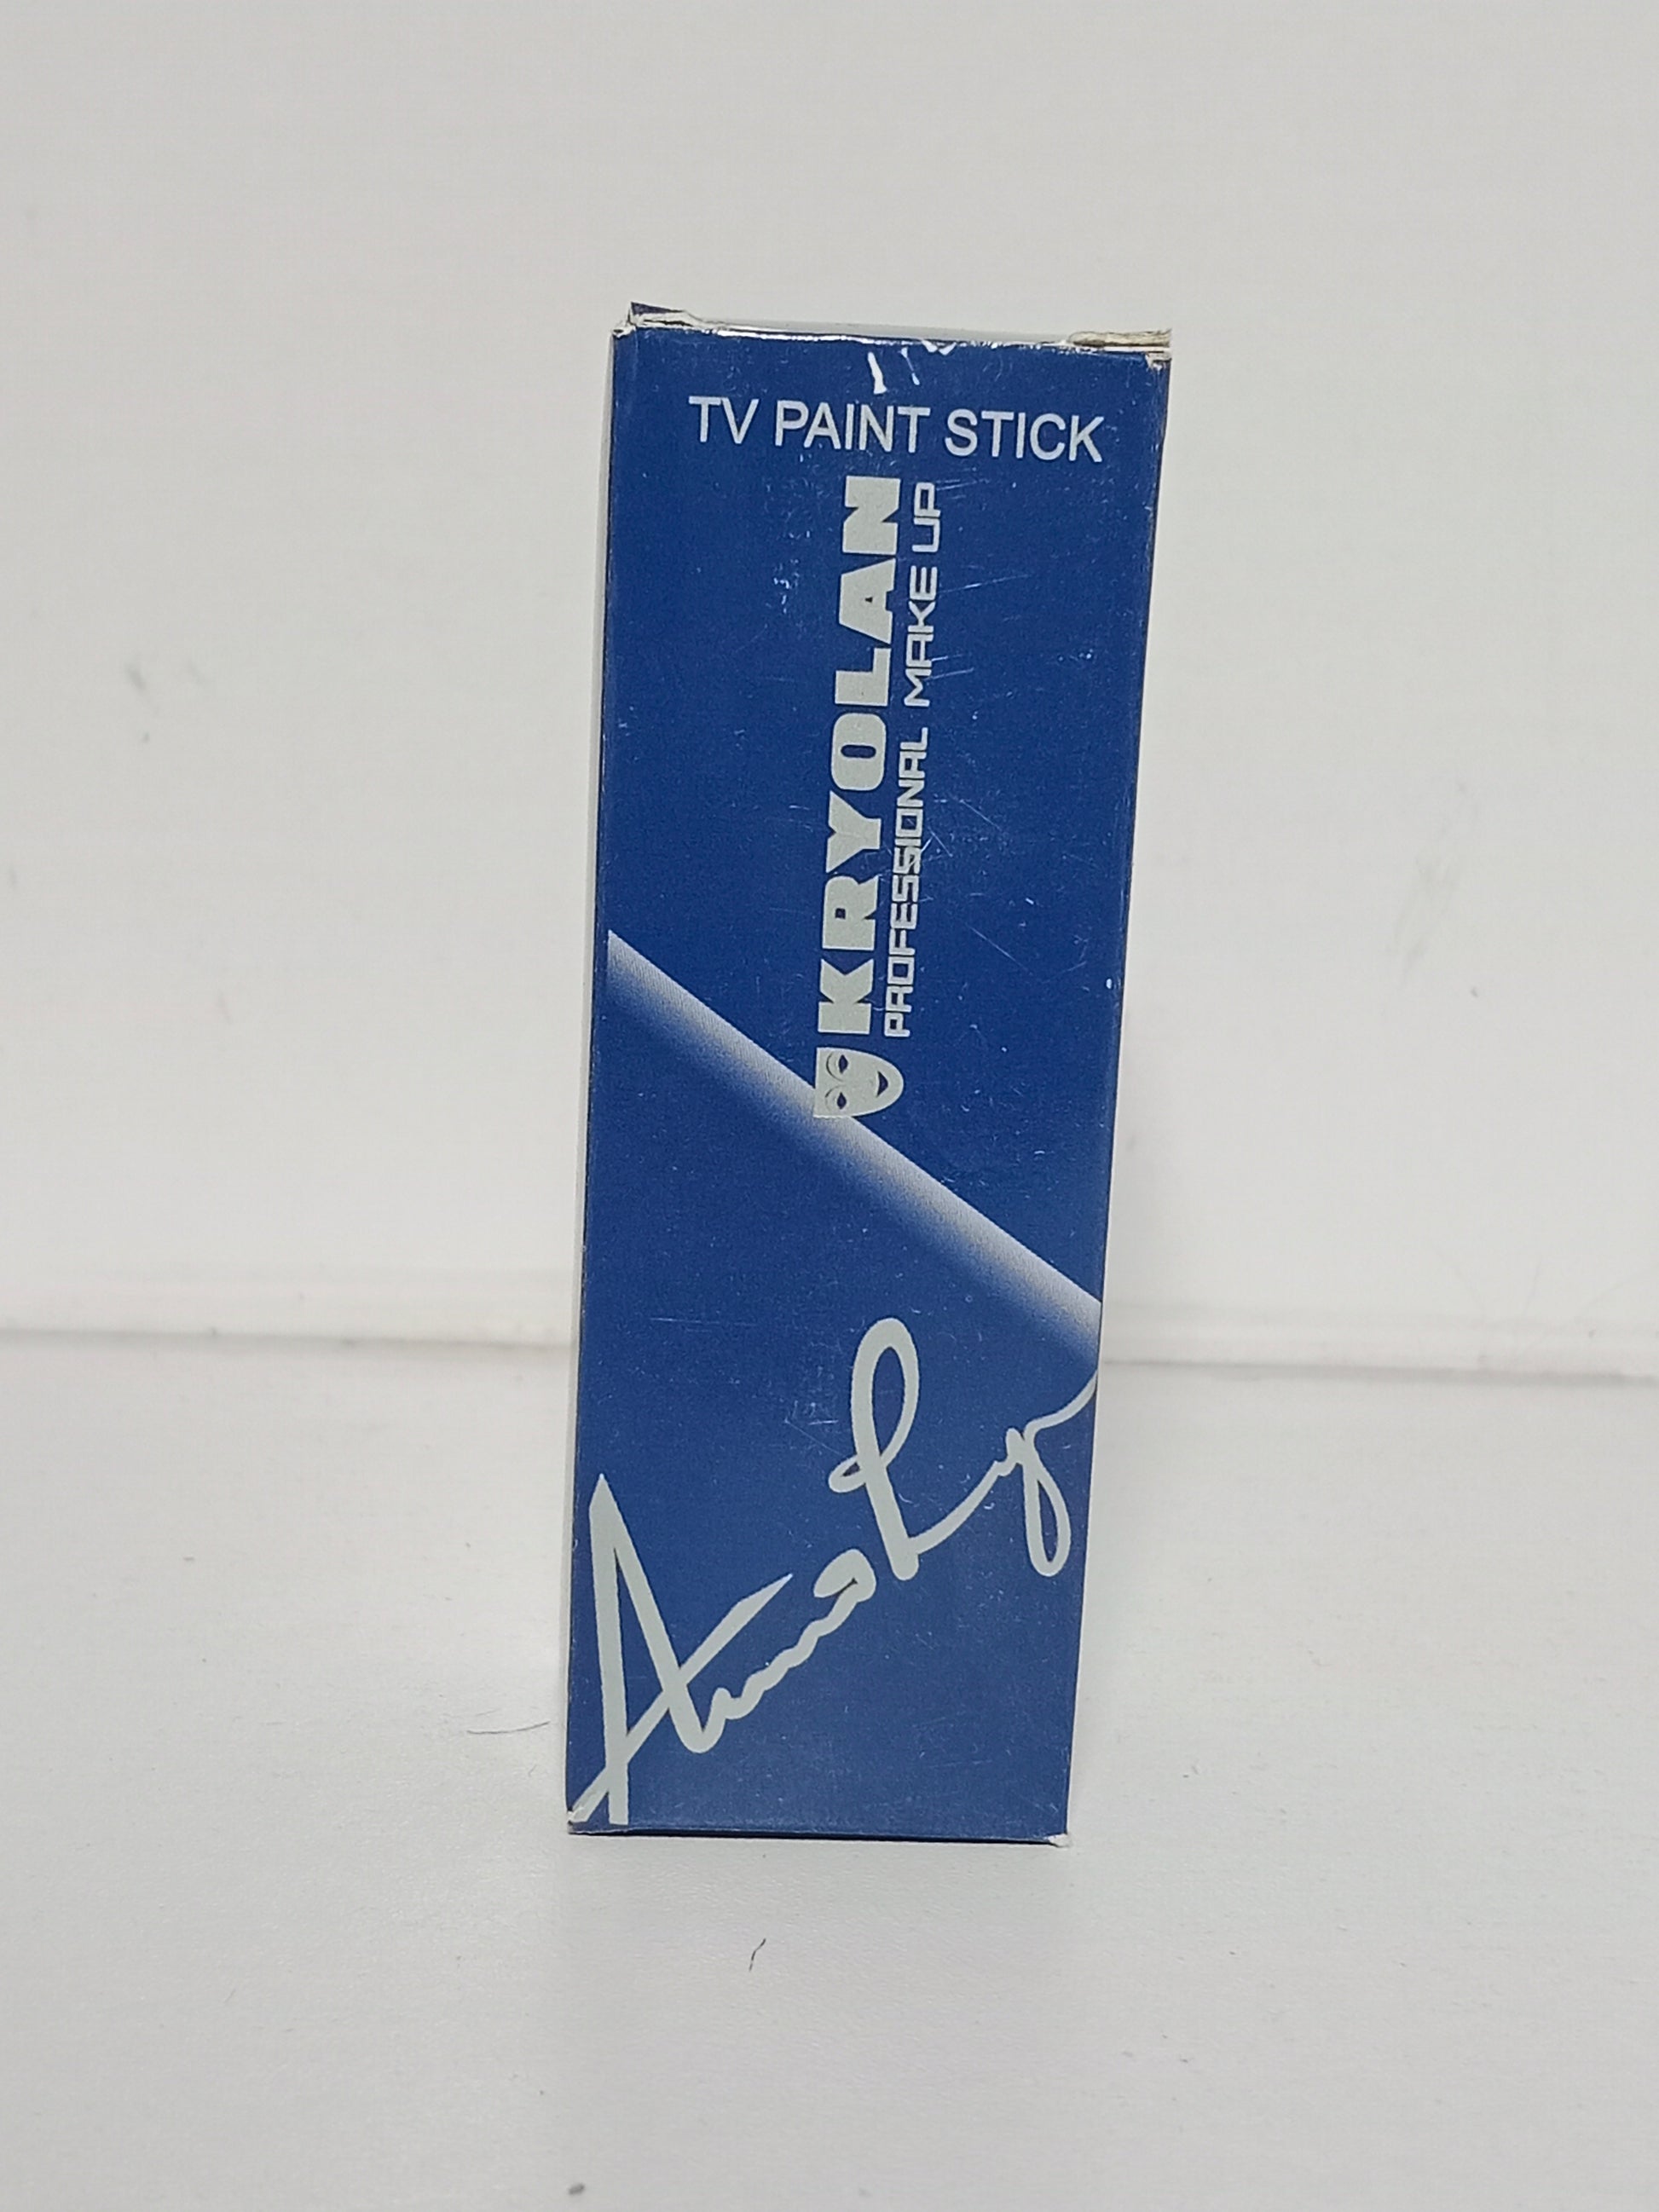 TV PAINT STICK
KRYOLAN
PROFESSIONAL MAKE UP